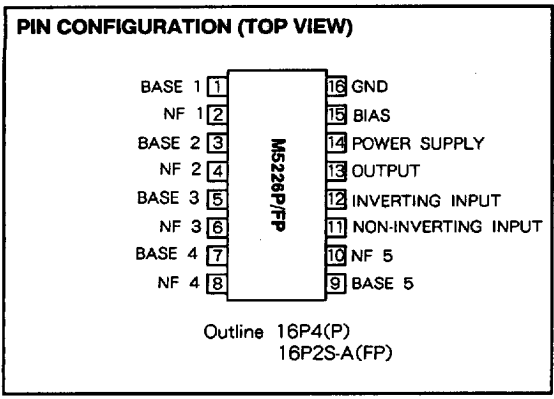 PIN CONFIGURATION (TOP VIEW)
BASE 1 1 16 GND
NF 1 2 15 BIAS
BASE 2 3 14 POWER SUPPLY
NF 2 4 13 OUTPUT
BASE 3 5 12 INVERTING INPUT
NF 3 6 11 NON-INVERTING INPUT
BASE 4 7 10 NF 5
NF 4 8 9 BASE 5
M5226P/FP
Outline 16P4(P)
16P2S-A(FP)